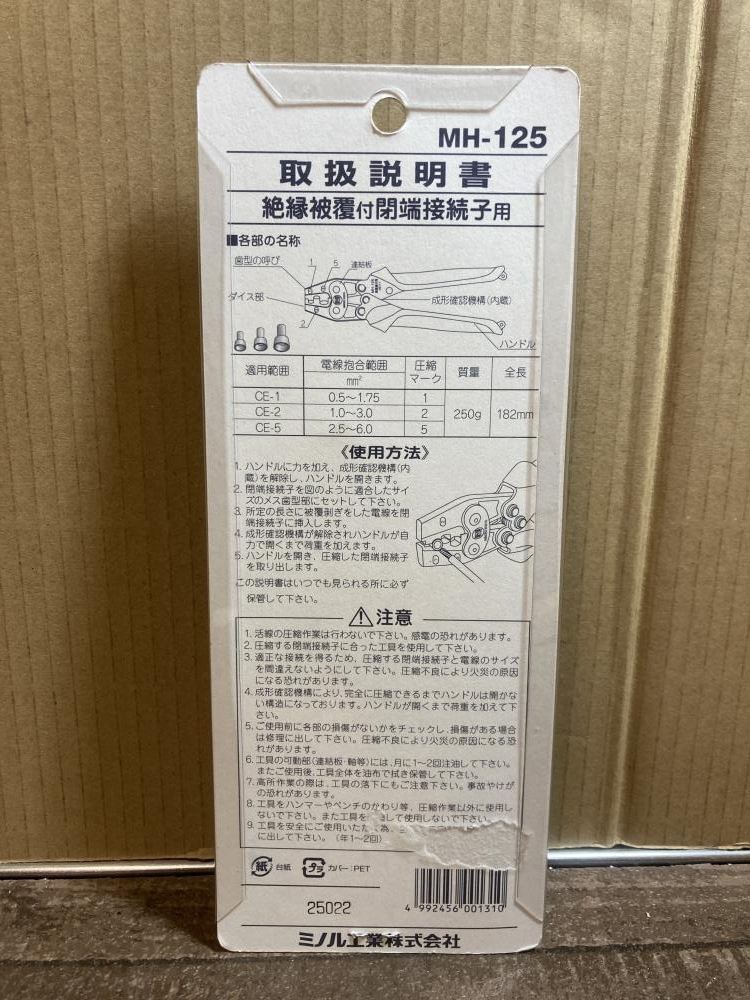 MH-125
取扱説明書
絶縁被覆付閉端接続子用
■各部の名称
歯型の呼び 1 5 連結板
ダイス部 2 成形確認機構(内蔵)
ハンドル
適用範囲 電線抱合範囲 mm² 圧縮マーク 質量 全長
CE-1 0.5〜1.75 1
CE-2 1.0〜3.0 2 250g 182mm
CE-5 2.5〜6.0 5
《使用方法》
1. ハンドルに力を加え、成形確認機構(内
蔵)を解除し、ハンドルを開きます。
2. 閉端接続子を図のように適合したサイ
ズのメス歯型部にセットして下さい。
3. 所定の長さに被覆剥ぎをした電線を閉
端接続子に挿入します。
4. 成形確認機構が解除されハンドルが自
力で開くまで荷重を加えます。
5. ハンドルを開き、圧縮した閉端接続子
を取り出します。
この説明書はいつでも見られる所に必ず
保管して下さい。
⚠注意
1. 活線の圧縮作業は行わないで下さい。感電の恐れがあります。
2. 圧縮する閉端接続子に合った工具を使用して下さい。
3. 適正な接続を得るため、圧縮する閉端接続子と電線のサイズ
を間違えないようにして下さい。圧縮不良により火災の原因
になる恐れがあります。
4. 成形確認機構により、完全に圧縮できるまでハンドルは開かな
い構造になっております。ハンドルが開くまで荷重を加えて下
さい。
5. ご使用前に各部の損傷がないかをチェックし、損傷がある場合
は修理に出して下さい。圧縮不良により火災の原因になる恐
れがあります。
6. 工具の可動部(連結板・軸等)には、月に1〜2回注油して下さい。
またご使用後、工具全体を油布で拭き保管して下さい。
7. 高所作業の際は、工具の落下にもご注意下さい。事故やけが
の恐れがあります。
8. 工具をハンマーやペンチのかわり等、圧縮作業以外に使用し
ないで下さい。また工具を して使用しないで下さい。
9. 工具を安全にご使用いただ 為、
に出して下さい。(年1〜2回)
紙 台紙 プラ カバー:PET
25022
4 992456 001310
ミノル工業株式会社